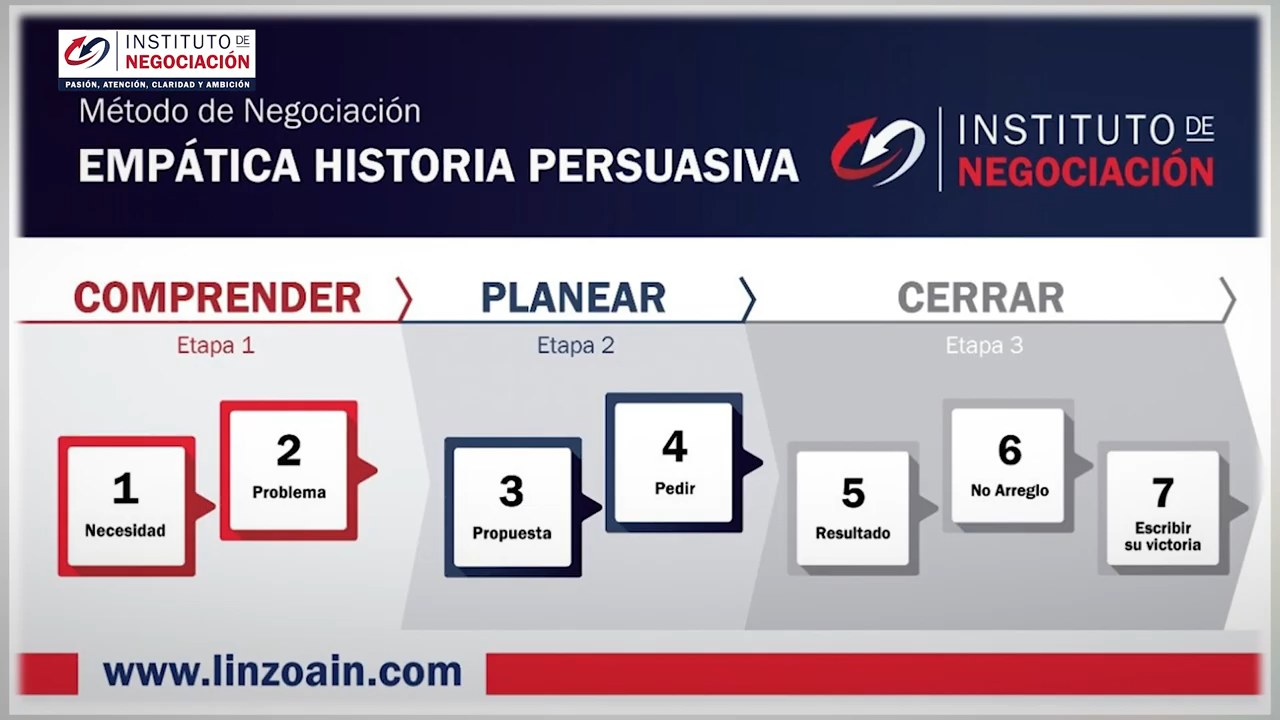 INSTITUTO DE
NEGOCIACIÓN
PASIÓN, ATENCIÓN, CLARIDAD Y AMBICIÓN
Método de Negociación
EMPÁTICA HISTORIA PERSUASIVA
INSTITUTO DE
NEGOCIACIÓN
COMPRENDER
PLANEAR
CERRAR
Etapa 1
Etapa 2
Etapa 3
1
Necesidad
2
Problema
3
Propuesta
4
Pedir
5
Resultado
6
No Arreglo
7
Escribir
su victoria
www.linzoain.com